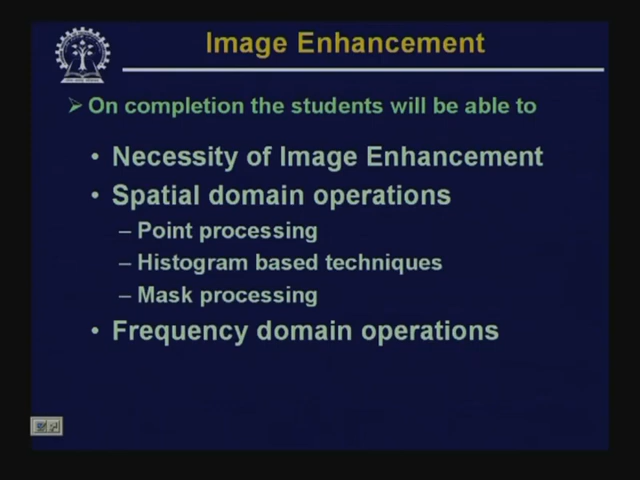 Image Enhancement
➢ On completion the students will be able to
• Necessity of Image Enhancement
• Spatial domain operations
– Point processing
– Histogram based techniques
– Mask processing
• Frequency domain operations